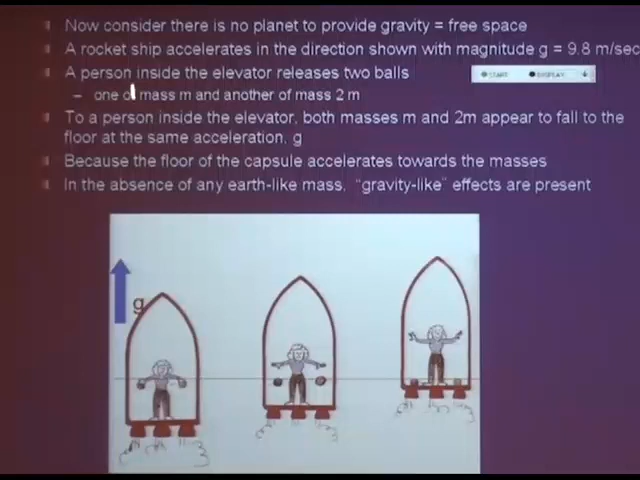 Now consider there is no planet to provide gravity = free space
A rocket ship accelerates in the direction shown with magnitude g = 9.8 m/sec
A person inside the elevator releases two balls
START DISPLAY
– one of mass m and another of mass 2 m
To a person inside the elevator, both masses m and 2m appear to fall to the
floor at the same acceleration, g
Because the floor of the capsule accelerates towards the masses
In the absence of any earth-like mass, “gravity-like” effects are present
g